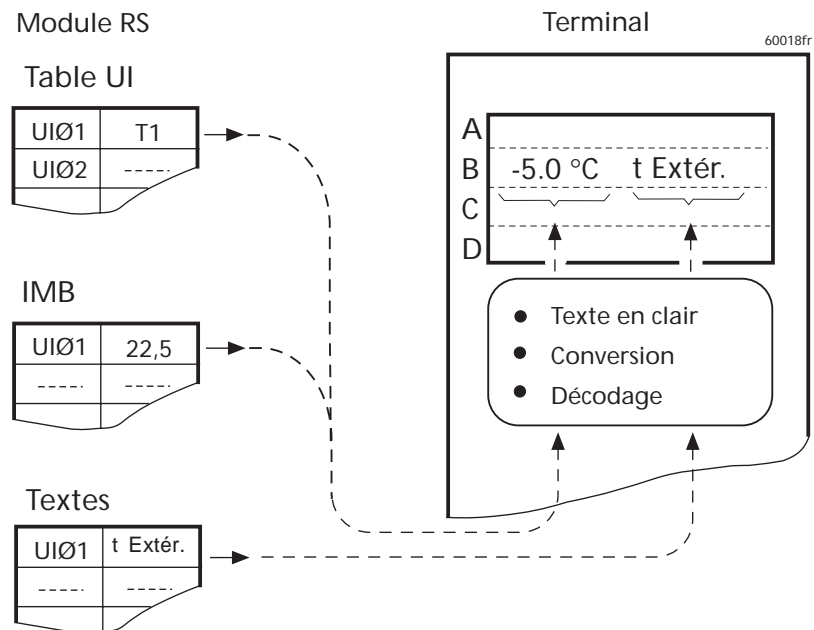 Module RS
Terminal
60018fr
Table UI
UIØ1 T1
UIØ2 -----
A
B -5.0 °C t Extér.
C
D
IMB
UIØ1 22,5
----- -----
• Texte en clair
• Conversion
• Décodage
Textes
UIØ1 t Extér.
----- -----